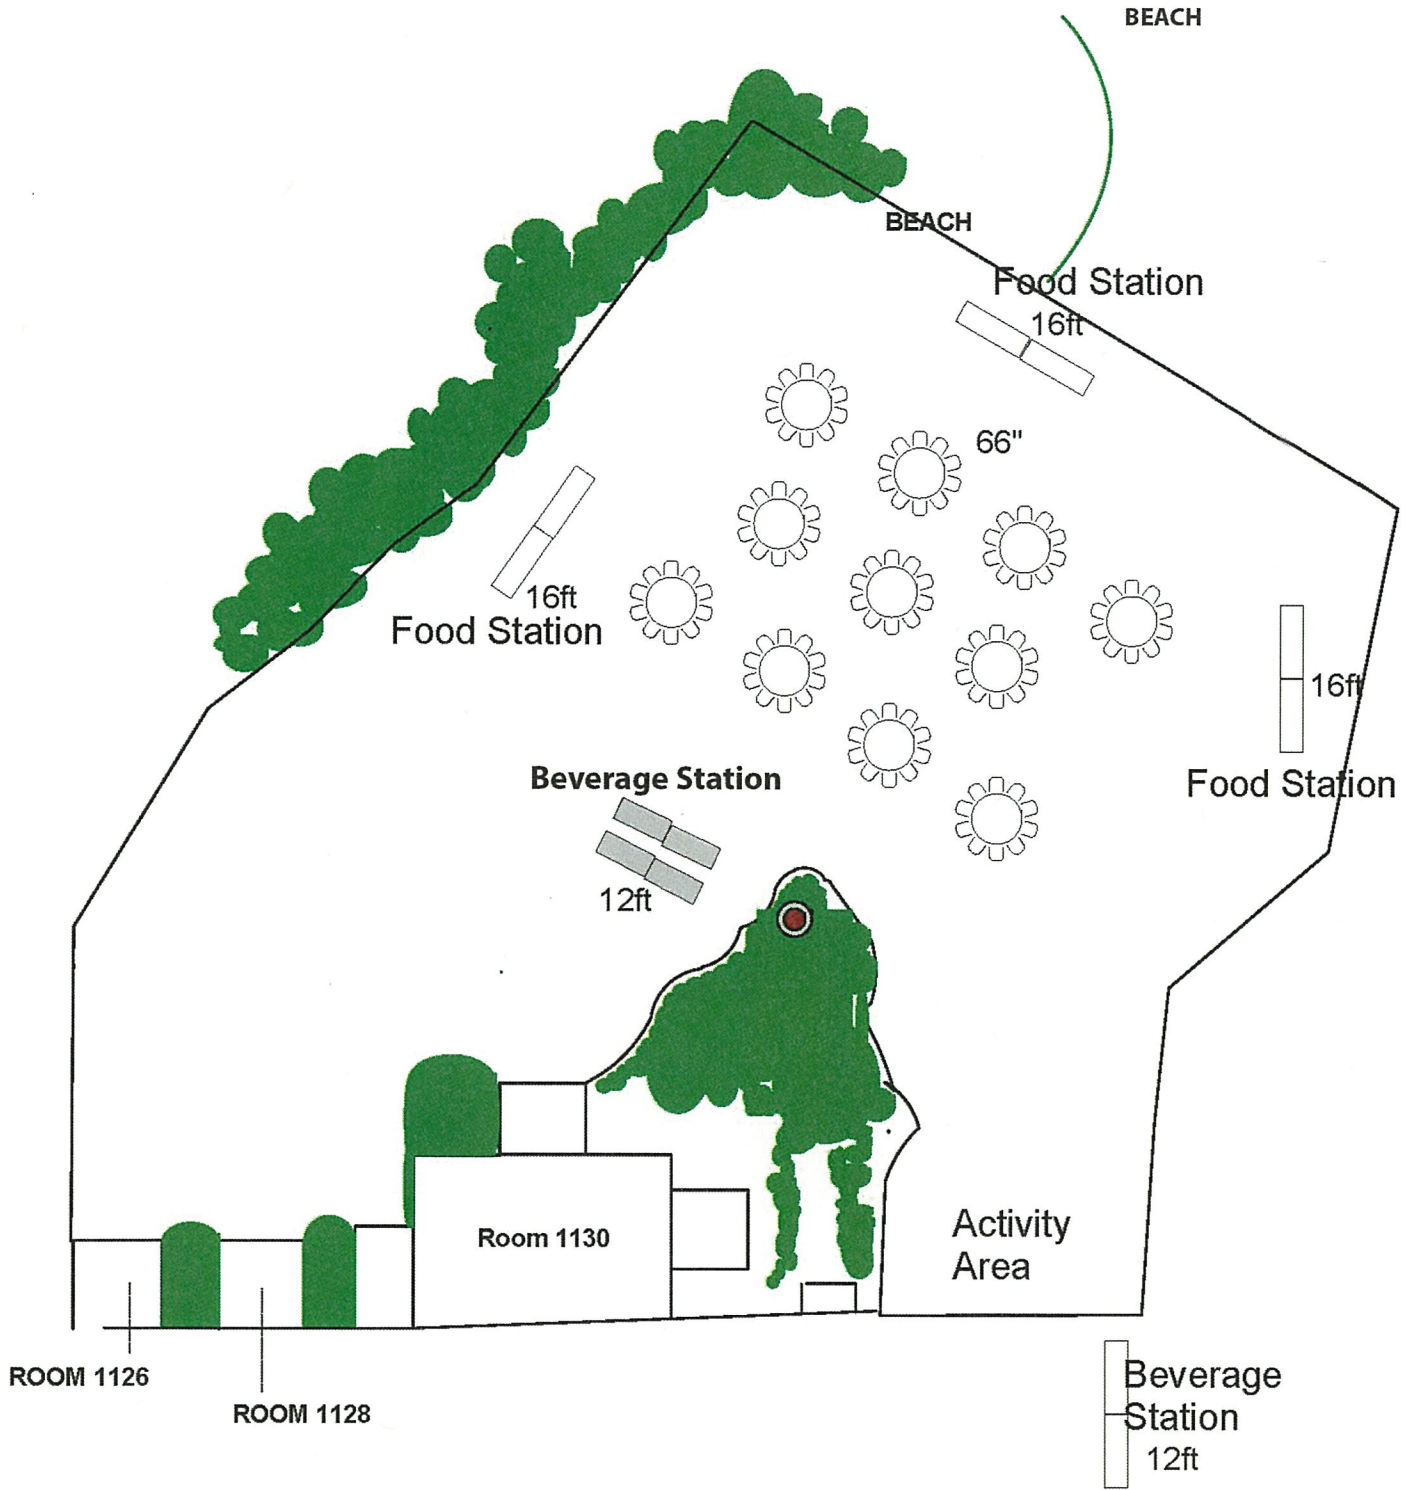 BEACH
BEACH
Food Station
16ft
66"
16ft
Food Station
16ft
Food Station
Beverage Station
12ft
Activity
Area
Room 1130
ROOM 1126
ROOM 1128
Beverage
Station
12ft